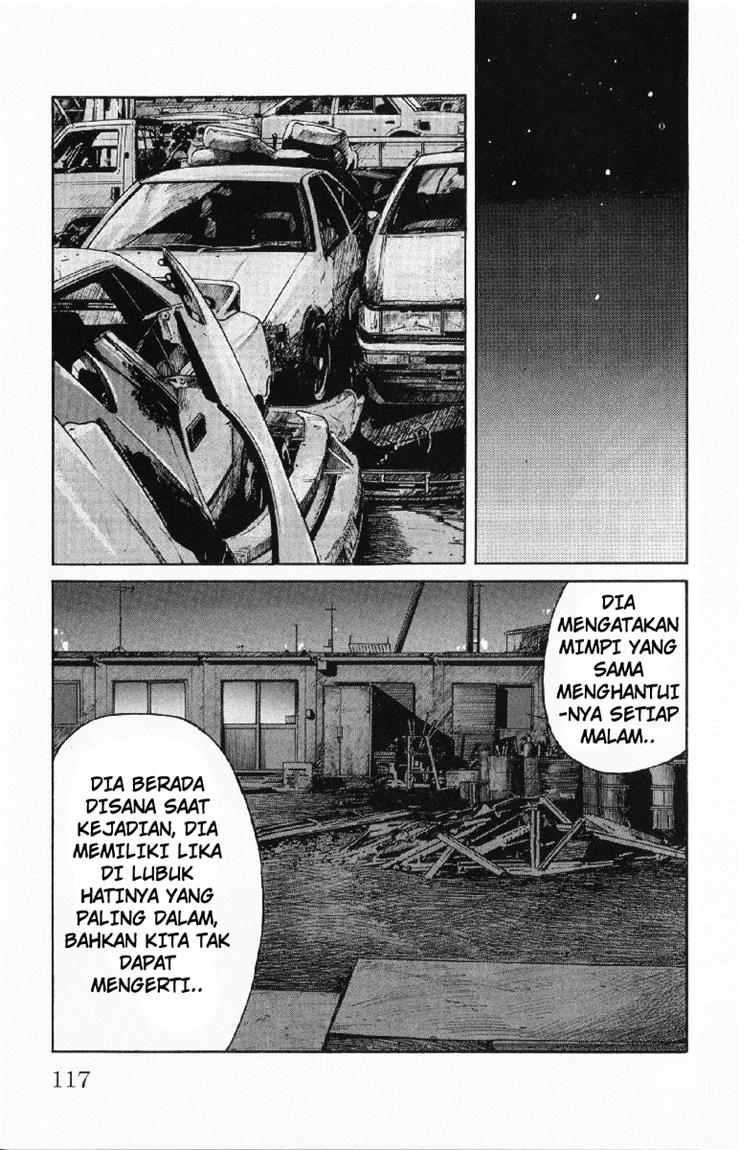 DIA
MENGATAKAN
MIMPI YANG
SAMA
MENGHANTUI
-NYA SETIAP
MALAM..
DIA BERADA
DISANA SAAT
KEJADIAN, DIA
MEMILIKI LIKA
DI LUBUK
HATINYA YANG
PALING DALAM,
BAHKAN KITA TAK
DAPAT
MENGERTI..
117